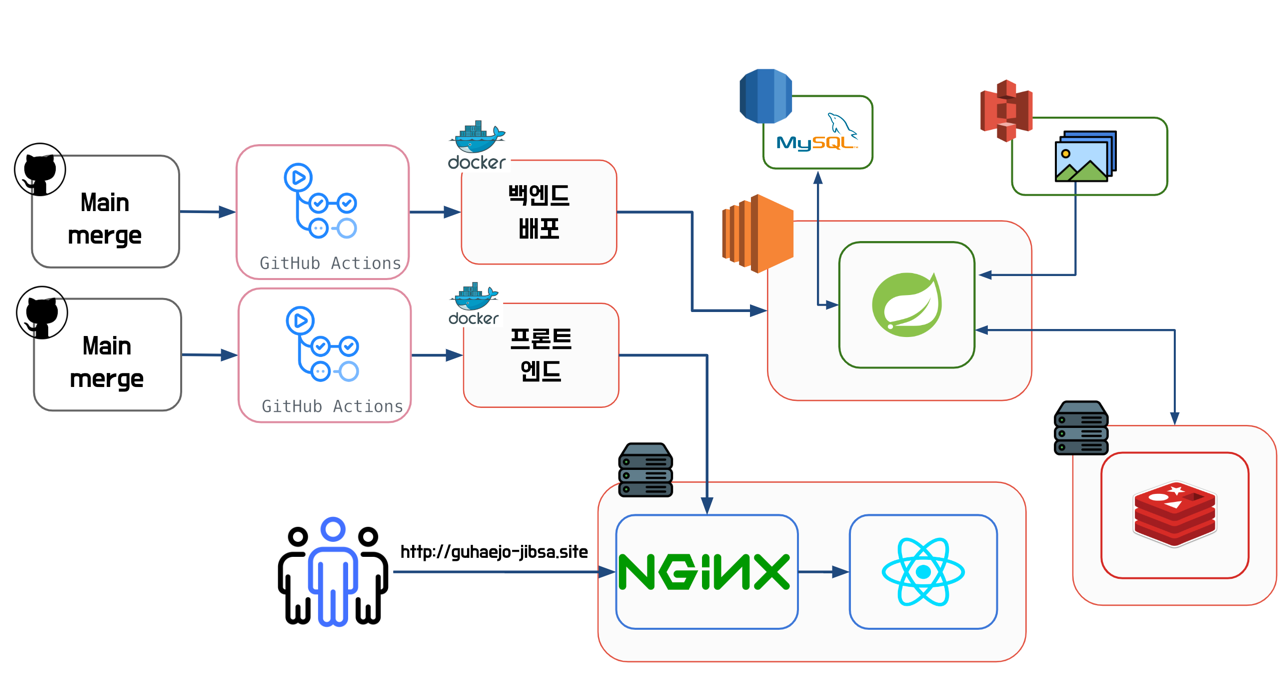 MySQL
docker
Main
merge
GitHub Actions
백엔드
배포
docker
Main
merge
GitHub Actions
프론트
엔드
http://guhaejo-jibsa.site
NGiNX